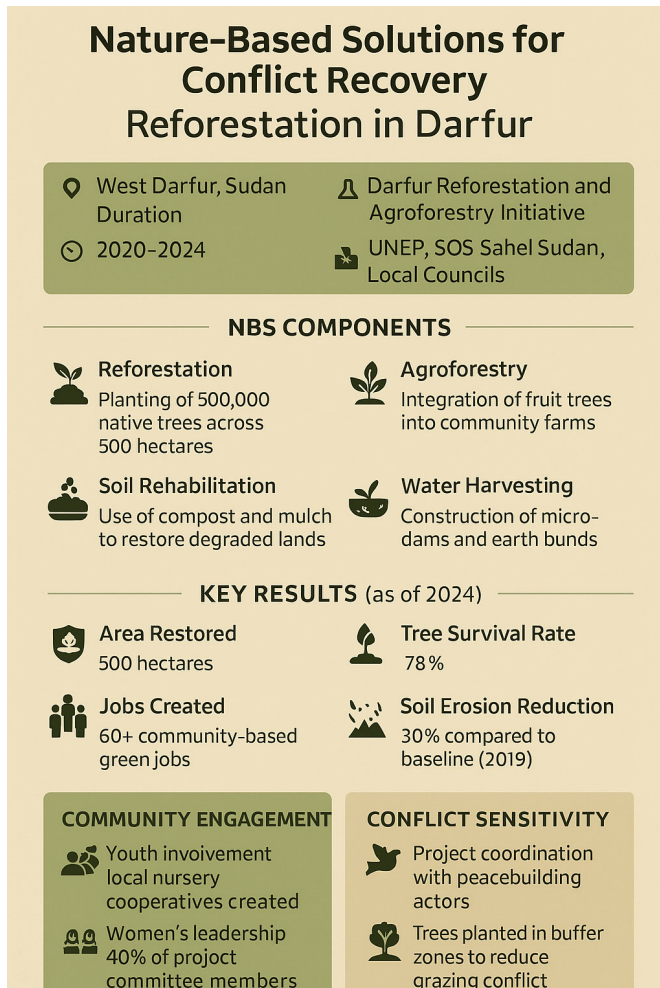 Nature-Based Solutions for
Conflict Recovery
Reforestation in Darfur
West Darfur, Sudan
Duration
2020–2024
Darfur Reforestation and
Agroforestry Initiative
UNEP, SOS Sahel Sudan,
Local Councils
NBS COMPONENTS
Reforestation
Planting of 500,000
native trees across
500 hectares
Agroforestry
Integration of fruit trees
into community farms
Soil Rehabilitation
Use of compost and mulch
to restore degraded lands
Water Harvesting
Construction of micro-
dams and earth bunds
KEY RESULTS (as of 2024)
Area Restored
500 hectares
Tree Survival Rate
78%
Jobs Created
60+ community-based
green jobs
Soil Erosion Reduction
30% compared to
baseline (2019)
COMMUNITY ENGAGEMENT
Youth invoivement
local nursery
cooperatives created
Women's leadership
40% of projoct
committee members
CONFLICT SENSITIVITY
Project coordination
with peacebuilding
actors
Trees planted in buffer
zones to reduce
grazing conflict